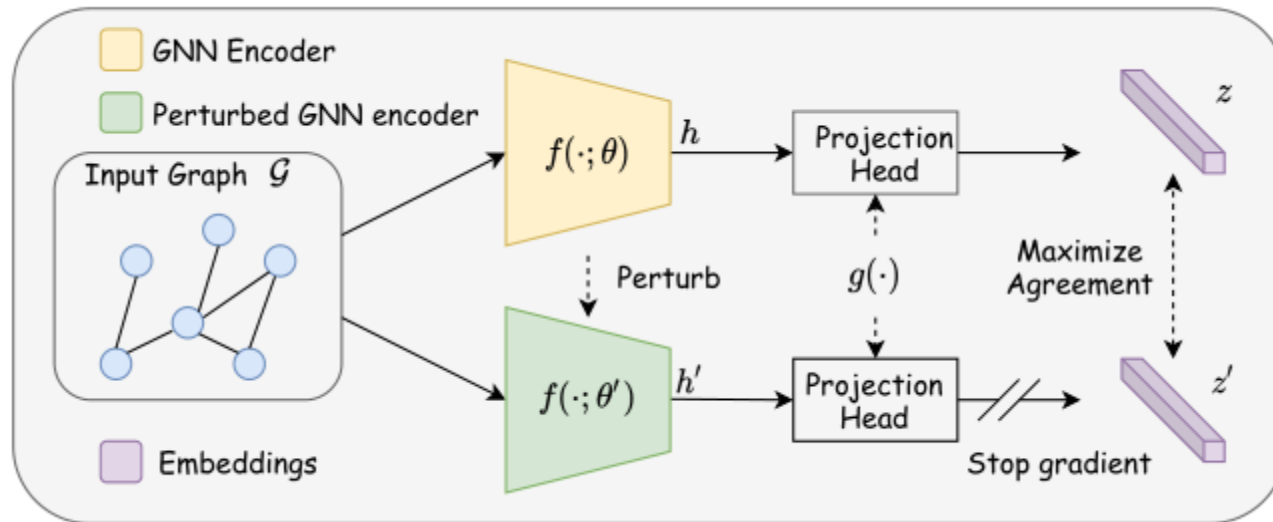 GNN Encoder
Perturbed GNN encoder
Input Graph 𝒢
f(·; θ)
h
Projection
Head
z
Perturb
g(·)
Maximize
Agreement
f(·; θ′)
h′
Projection
Head
z′
Stop gradient
Embeddings